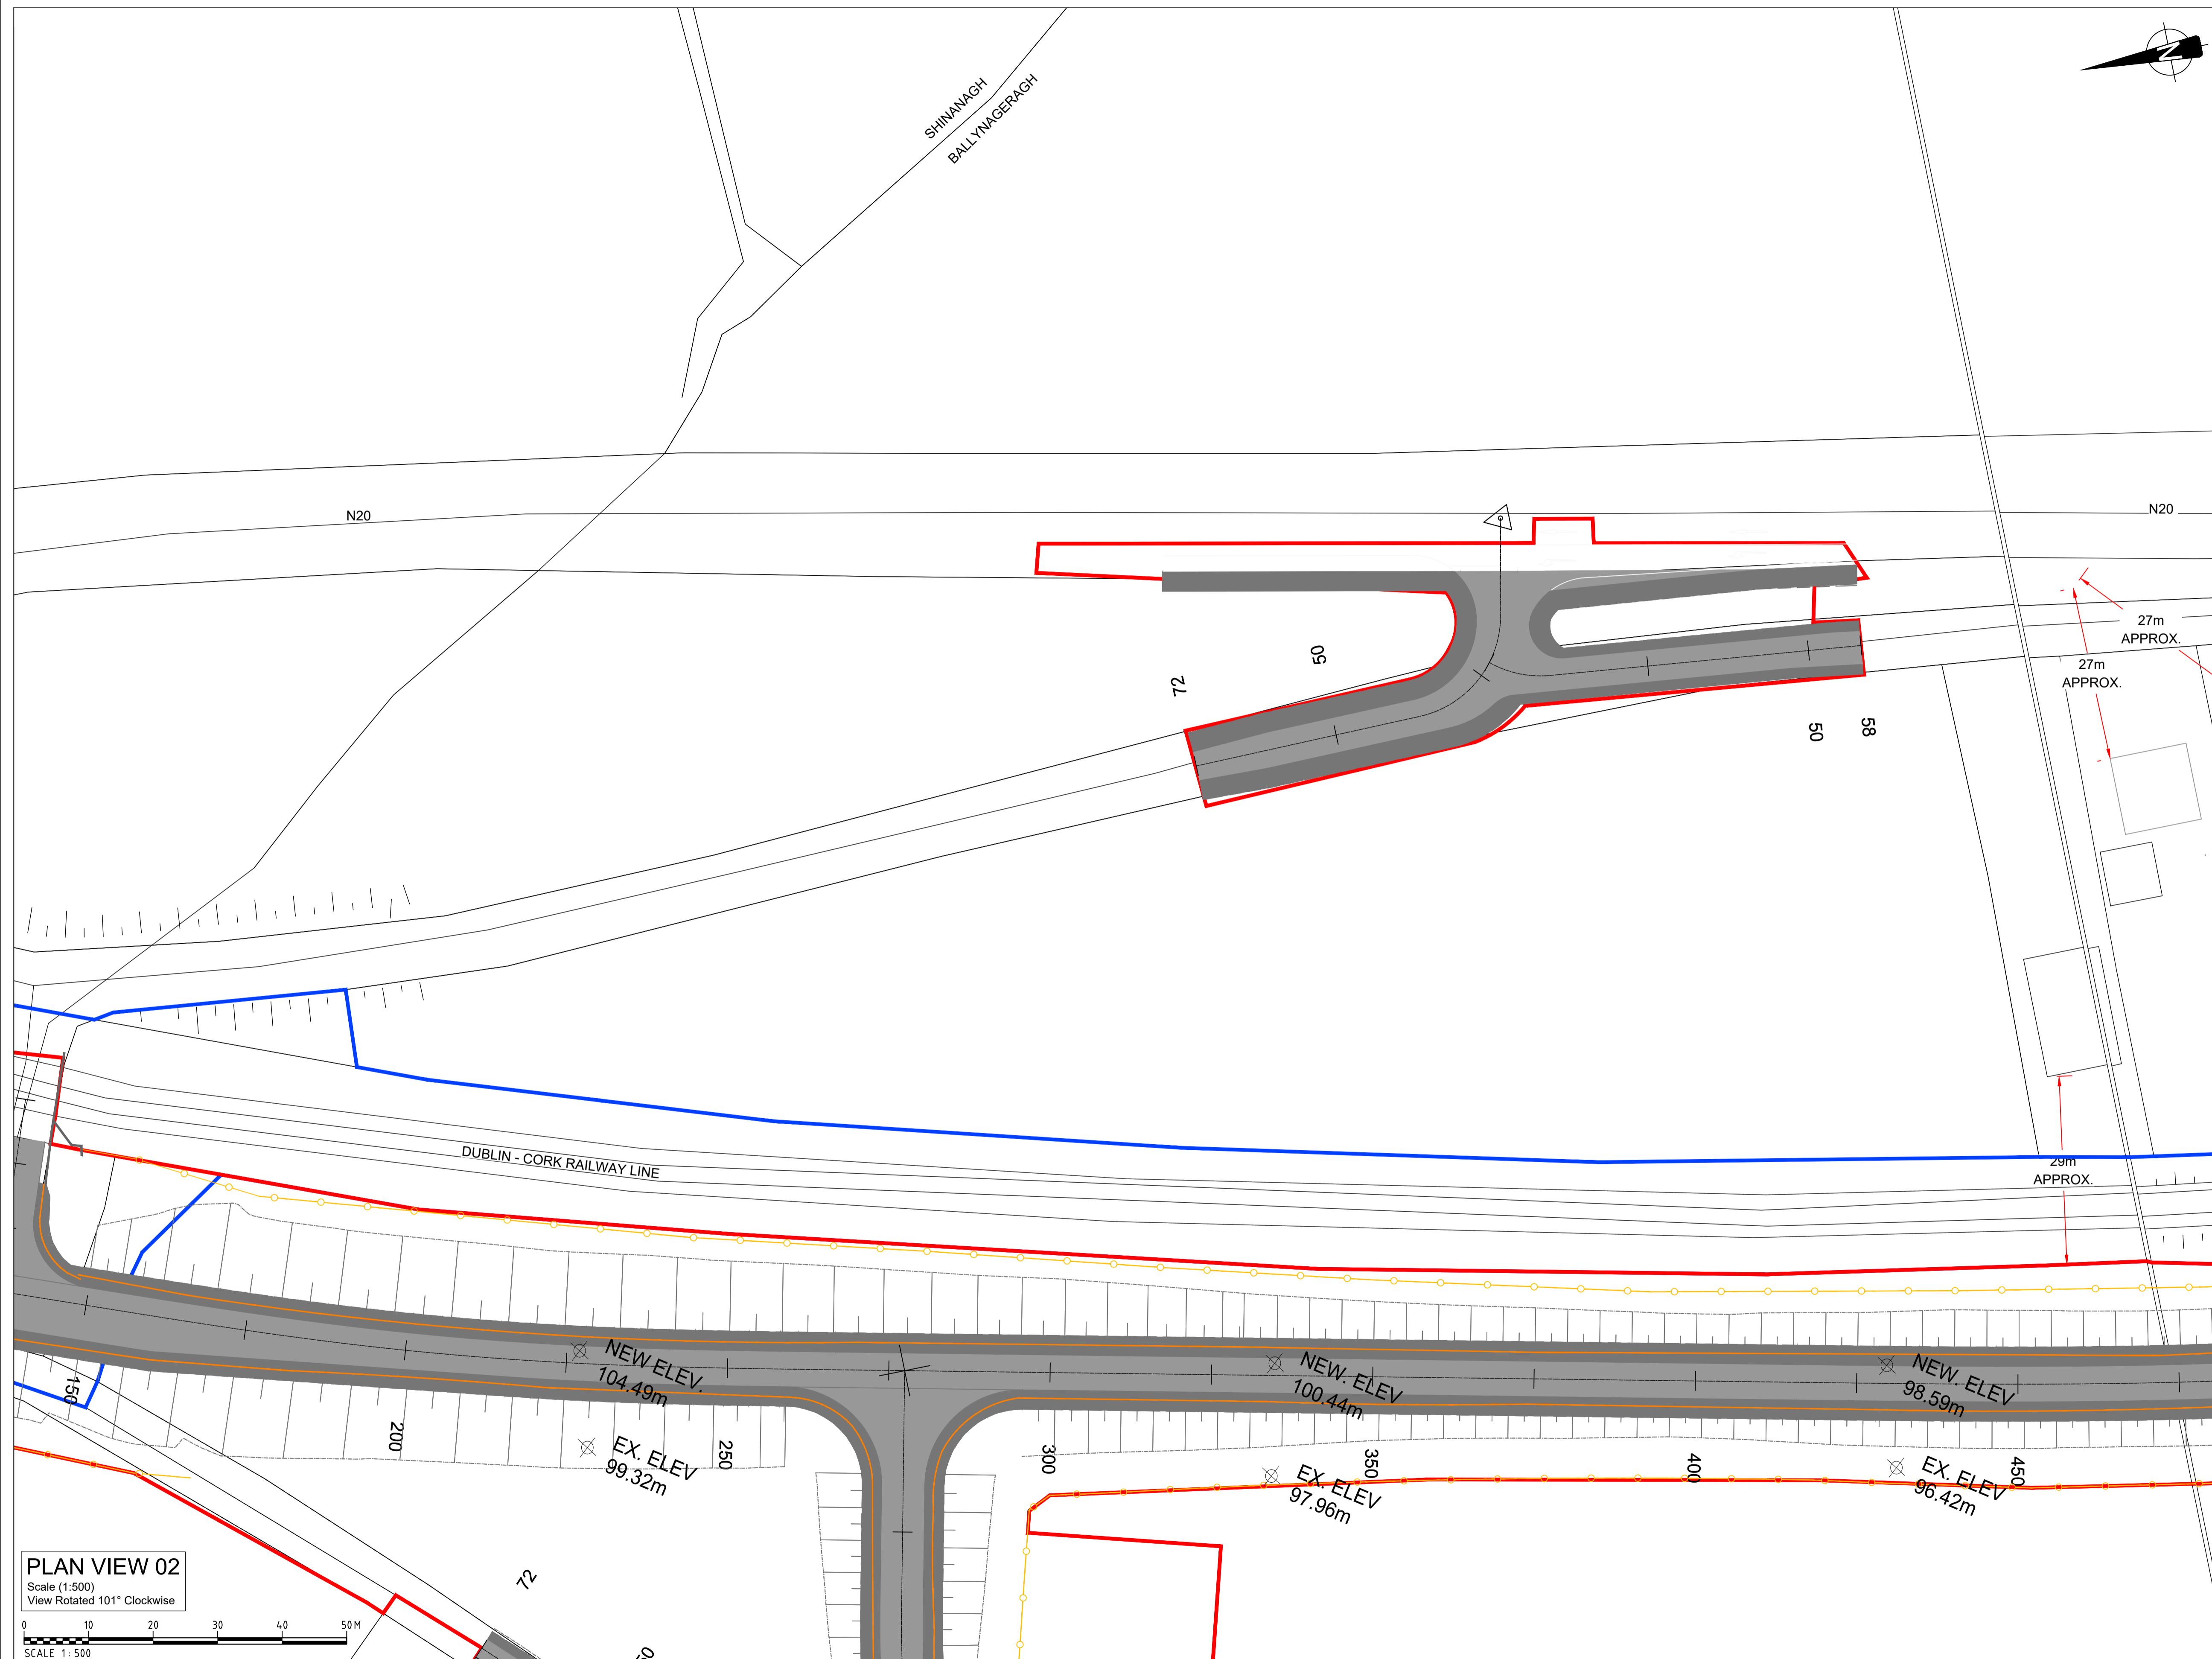 N
SHINANAGH
BALLYNAGERAGH
N20
N20
27m
APPROX.
27m
APPROX.
50
72
50
58
DUBLIN - CORK RAILWAY LINE
29m
APPROX.
NEW ELEV.
104.49m
NEW. ELEV
100.44m
NEW. ELEV
98.59m
150
200
250
300
350
400
450
EX. ELEV
99.32m
EX. ELEV
97.96m
EX. ELEV
96.42m
72
PLAN VIEW 02
Scale (1:500)
View Rotated 101° Clockwise
0 10 20 30 40 50M
SCALE 1:500